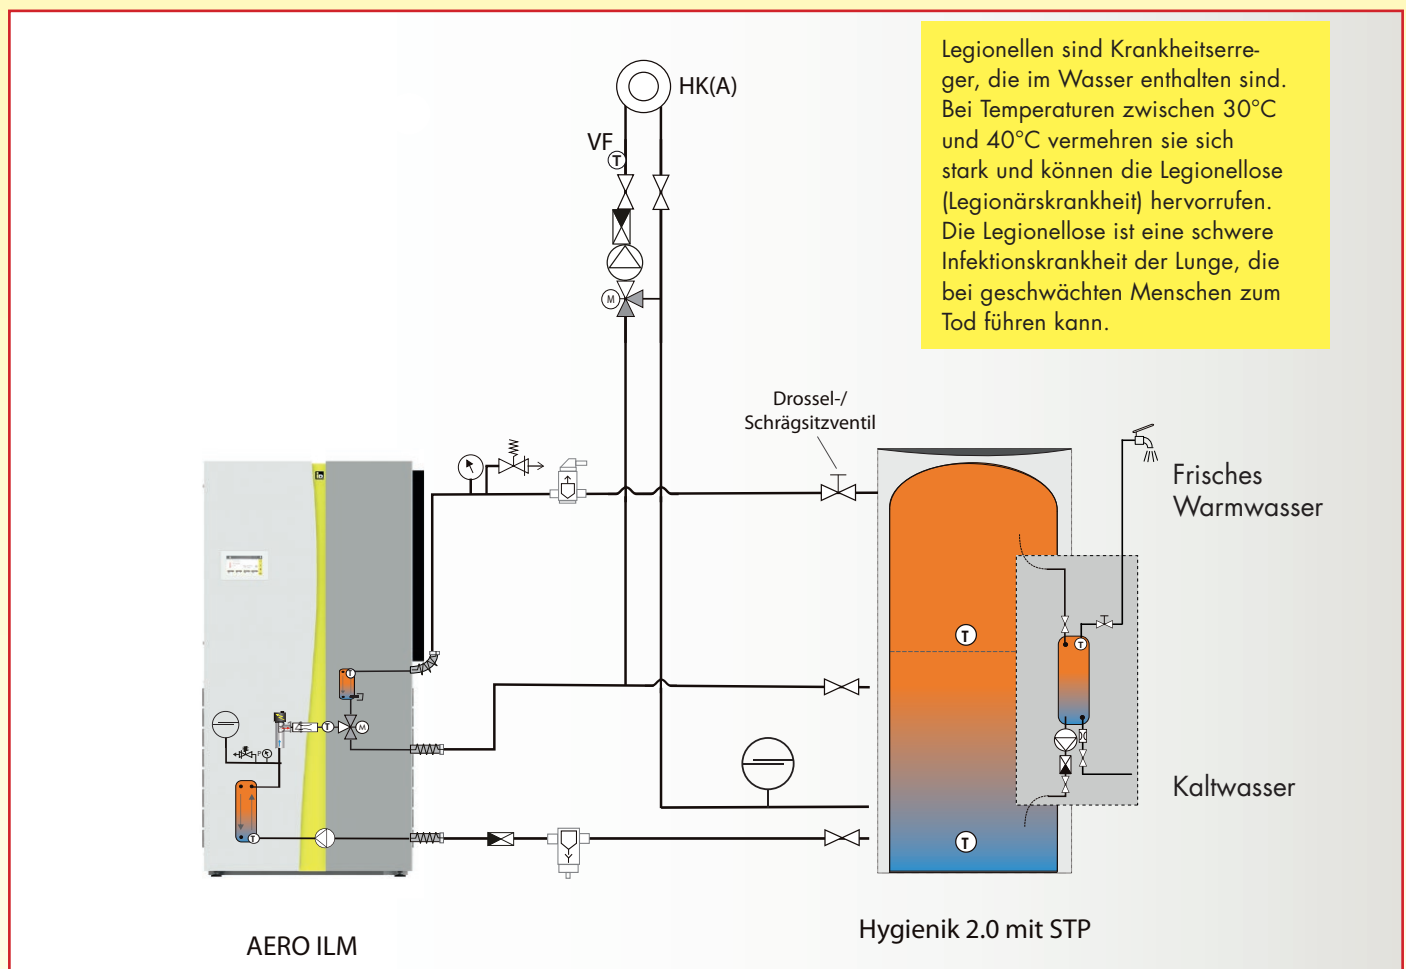 Legionellen sind Krankheitserre-
ger, die im Wasser enthalten sind.
Bei Temperaturen zwischen 30°C
und 40°C vermehren sie sich
stark und können die Legionellose
(Legionärskrankheit) hervorrufen.
Die Legionellose ist eine schwere
Infektionskrankheit der Lunge, die
bei geschwächten Menschen zum
Tod führen kann.
HK(A)
VF
T
M
Drossel-/
Schrägsitzventil
Frisches
Warmwasser
T
T
T
T
M
P
Kaltwasser
T
T
AERO ILM
Hygienik 2.0 mit STP